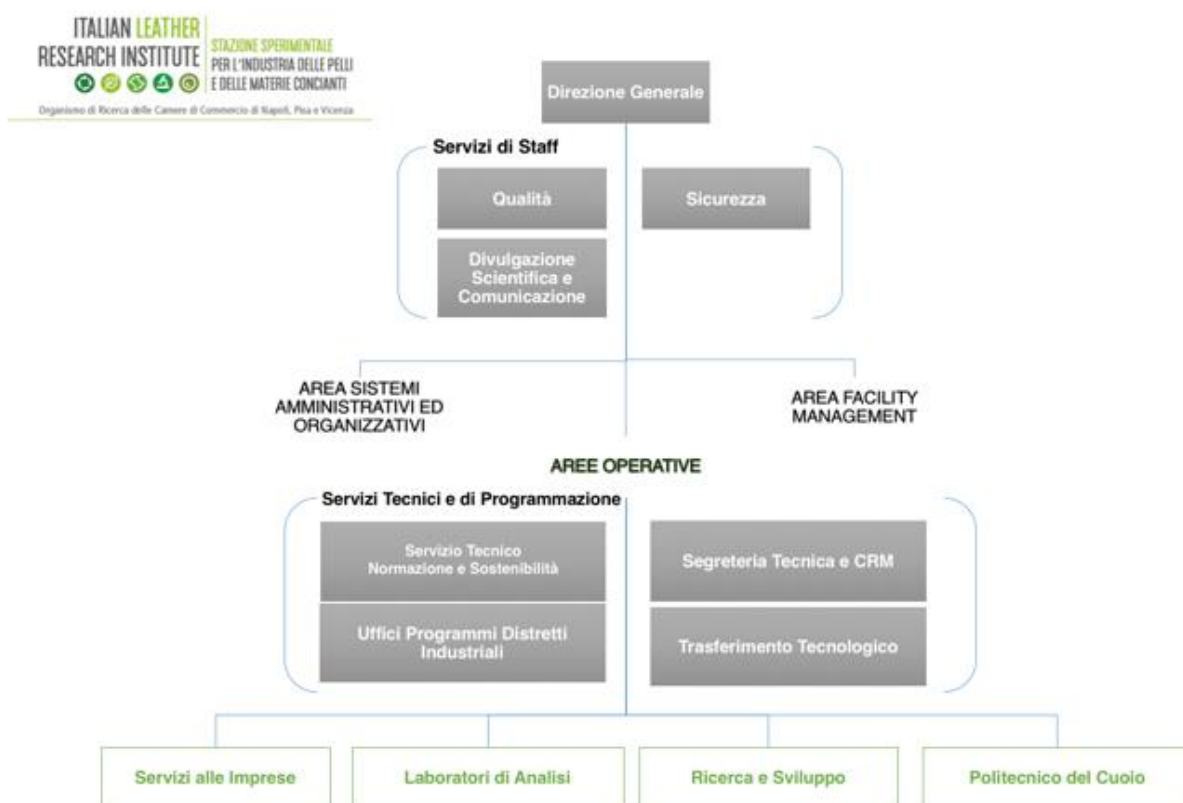 ITALIAN LEATHER
RESEARCH INSTITUTE
STAZIONE SPERIMENTALE
PER L'INDUSTRIA DELLE PELLI
E DELLE MATERIE CONCIANTI
Organismo di Ricerca delle Camere di Commercio di Napoli, Pisa e Vicenza
Direzione Generale
Servizi di Staff
Qualità
Sicurezza
Divulgazione
Scientifica e
Comunicazione
AREA SISTEMI
AMMINISTRATIVI ED
ORGANIZZATIVI
AREA FACILITY
MANAGEMENT
AREE OPERATIVE
Servizi Tecnici e di Programmazione
Servizio Tecnico
Normazione e Sostenibilità
Segreteria Tecnica e CRM
Uffici Programmi Distretti
Industriali
Trasferimento Tecnologico
Servizi alle Imprese
Laboratori di Analisi
Ricerca e Sviluppo
Politecnico del Cuoio